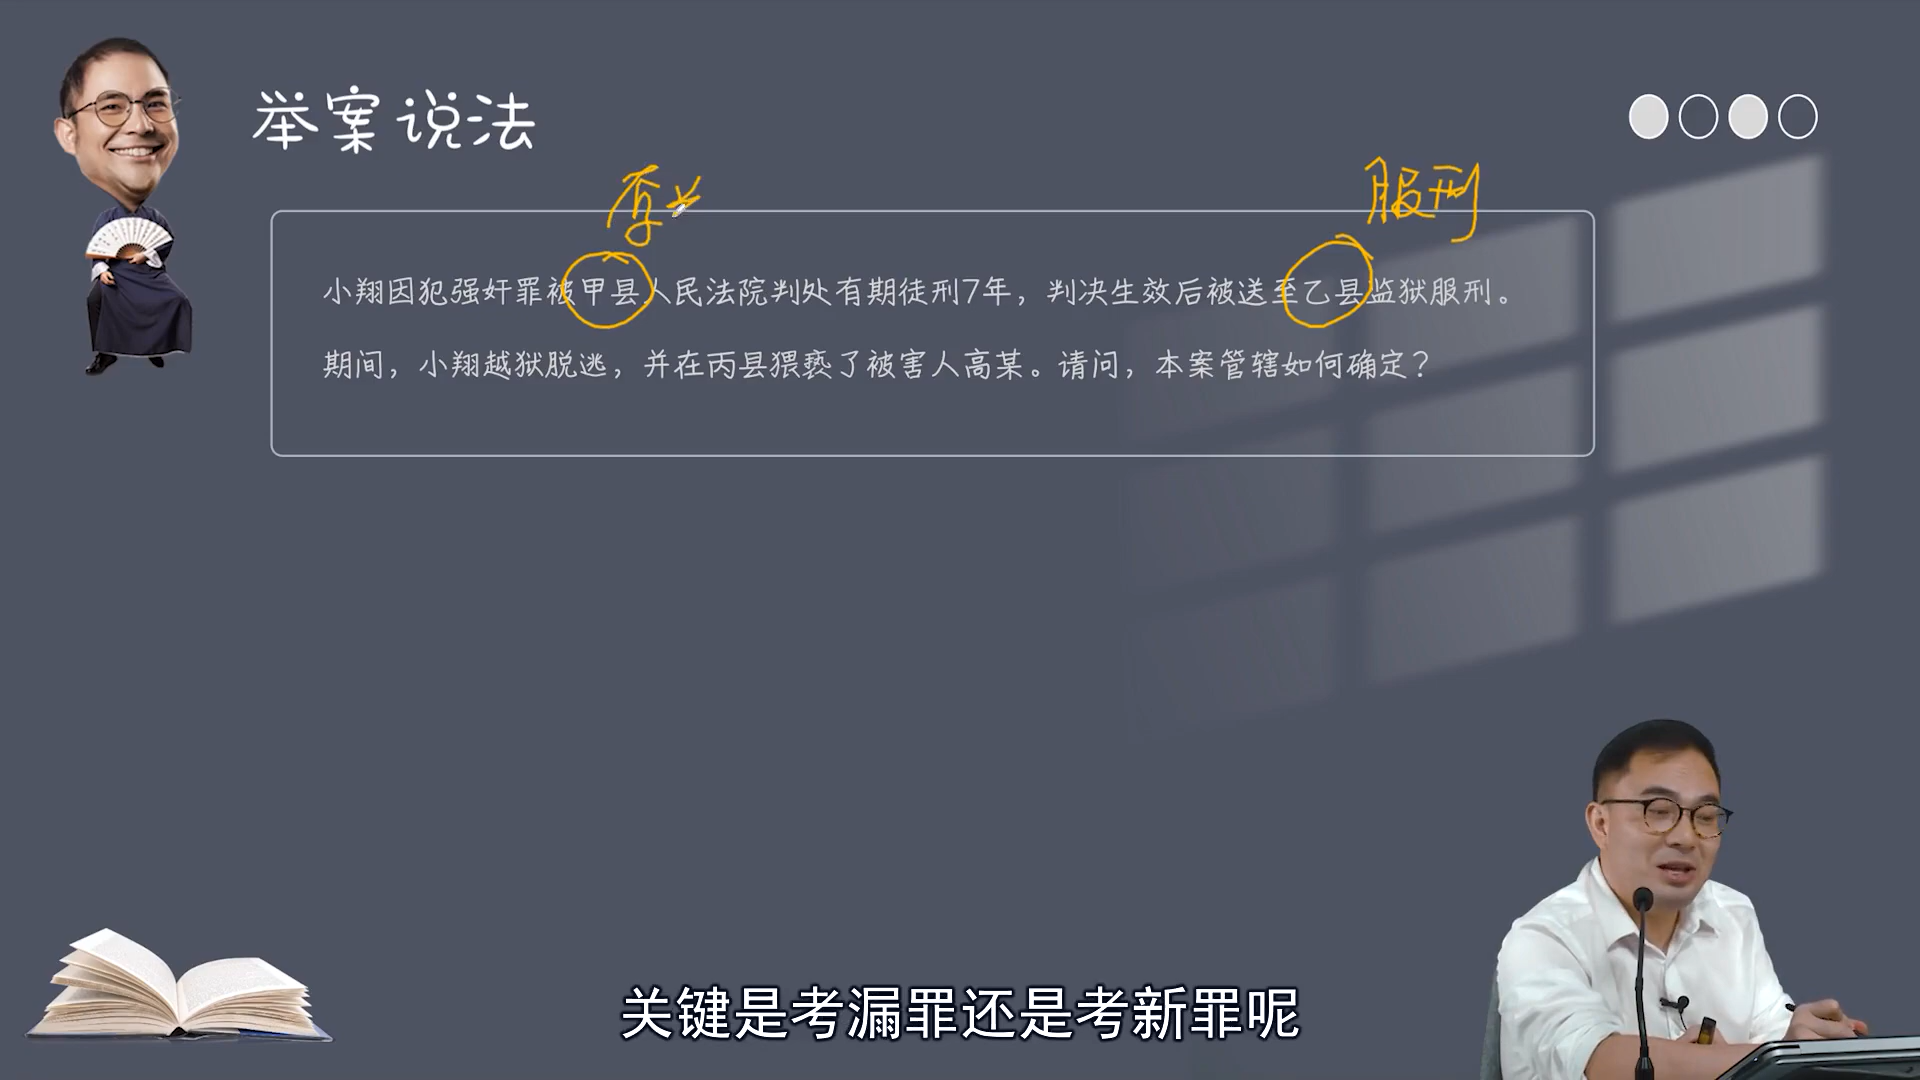 举案说法
服刑
小翔因犯强奸罪被甲县人民法院判处有期徒刑7年，判决生效后被送至乙县监狱服刑。
期间，小翔越狱脱逃，并在丙县猥亵了被害人高某。请问，本案管辖如何确定？
关键是考漏罪还是考新罪呢